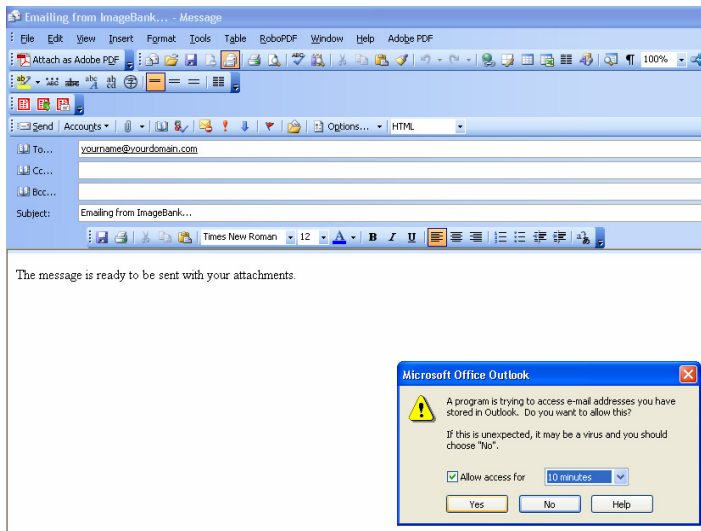 Emailing from ImageBank... - Message
File Edit View Insert Format Tools Table RoboPDF Window Help Adobe PDF
Attach as Adobe PDF 100%
Send Accounts Options... HTML
To... yourname@yourdomain.com
Cc...
Bcc...
Subject: Emailing from ImageBank...
Times New Roman 12 A B I U
The message is ready to be sent with your attachments.
Microsoft Office Outlook
A program is trying to access e-mail addresses you have
stored in Outlook. Do you want to allow this?
If this is unexpected, it may be a virus and you should
choose "No".
Allow access for 10 minutes
Yes No Help